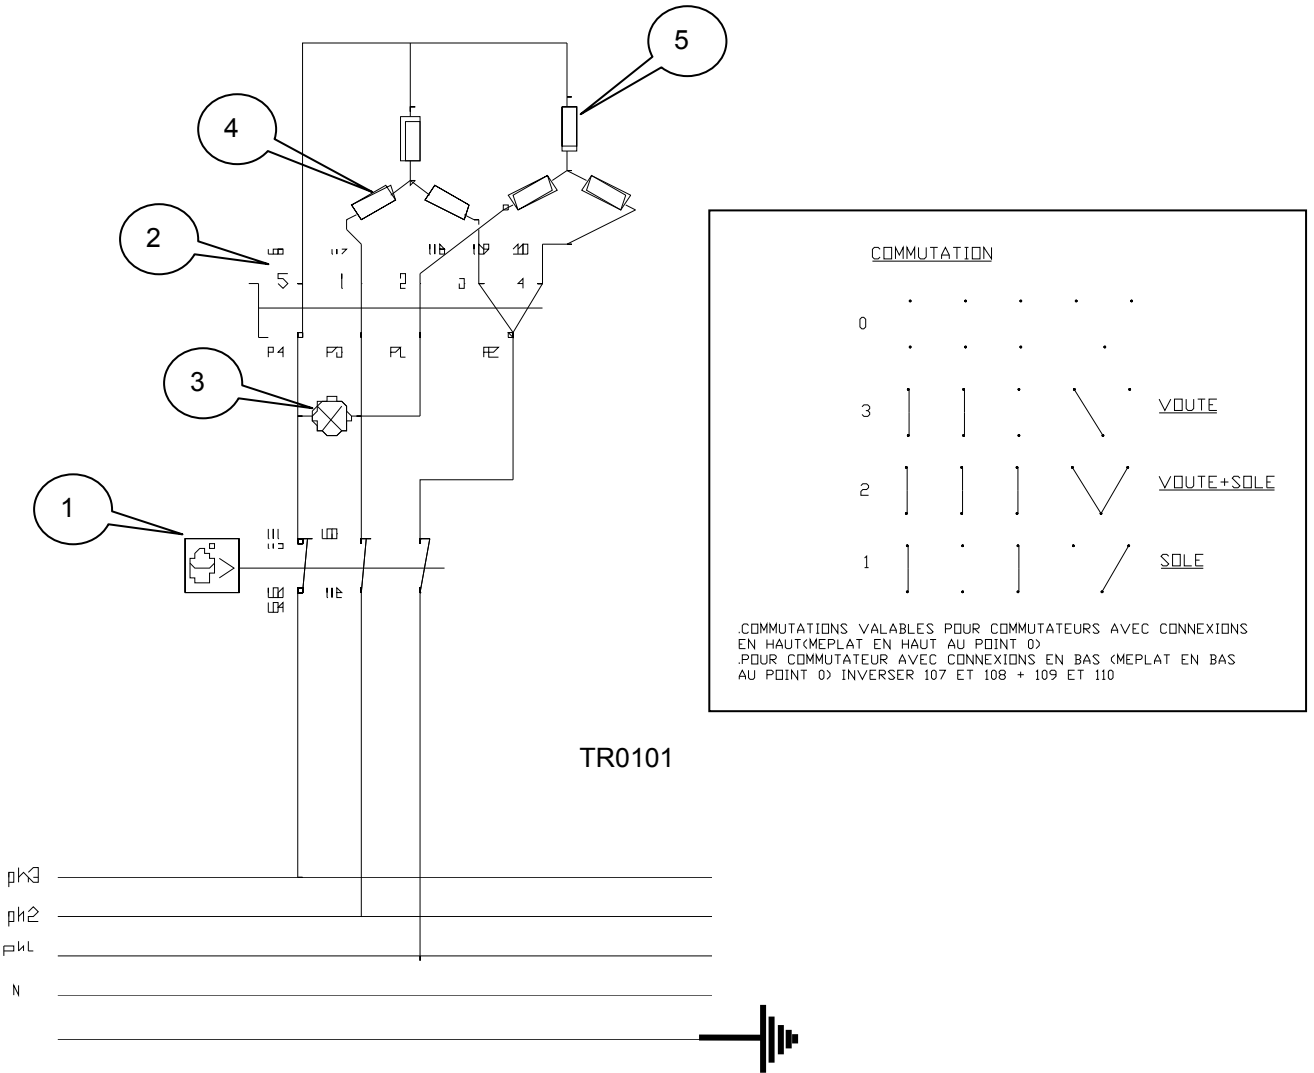 5
4
2
5 1 2 3 4
P4
3
1
COMMUTATION
0
3 VOUTE
2 VOUTE+SOLE
1 SOLE
.COMMUTATIONS VALABLES POUR COMMUTATEURS AVEC CONNEXIONS
EN HAUT(MEPLAT EN HAUT AU POINT 0)
.POUR COMMUTATEUR AVEC CONNEXIONS EN BAS (MEPLAT EN BAS
AU POINT 0) INVERSER 107 ET 108 + 109 ET 110
TR0101
ph3
ph2
N